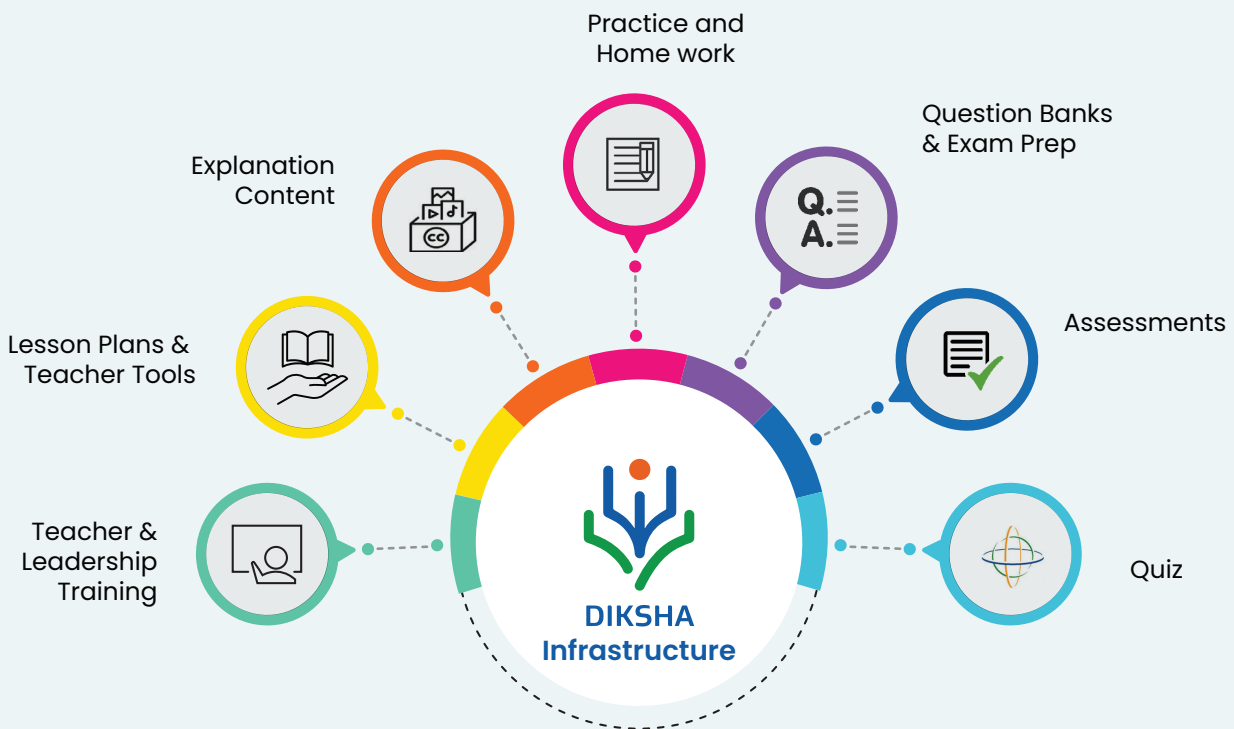 Practice and
Home work
Question Banks
& Exam Prep
Explanation
Content
Q.
A.
CC
Assessments
Lesson Plans &
Teacher Tools
Teacher &
Leadership
Training
Quiz
DIKSHA
Infrastructure